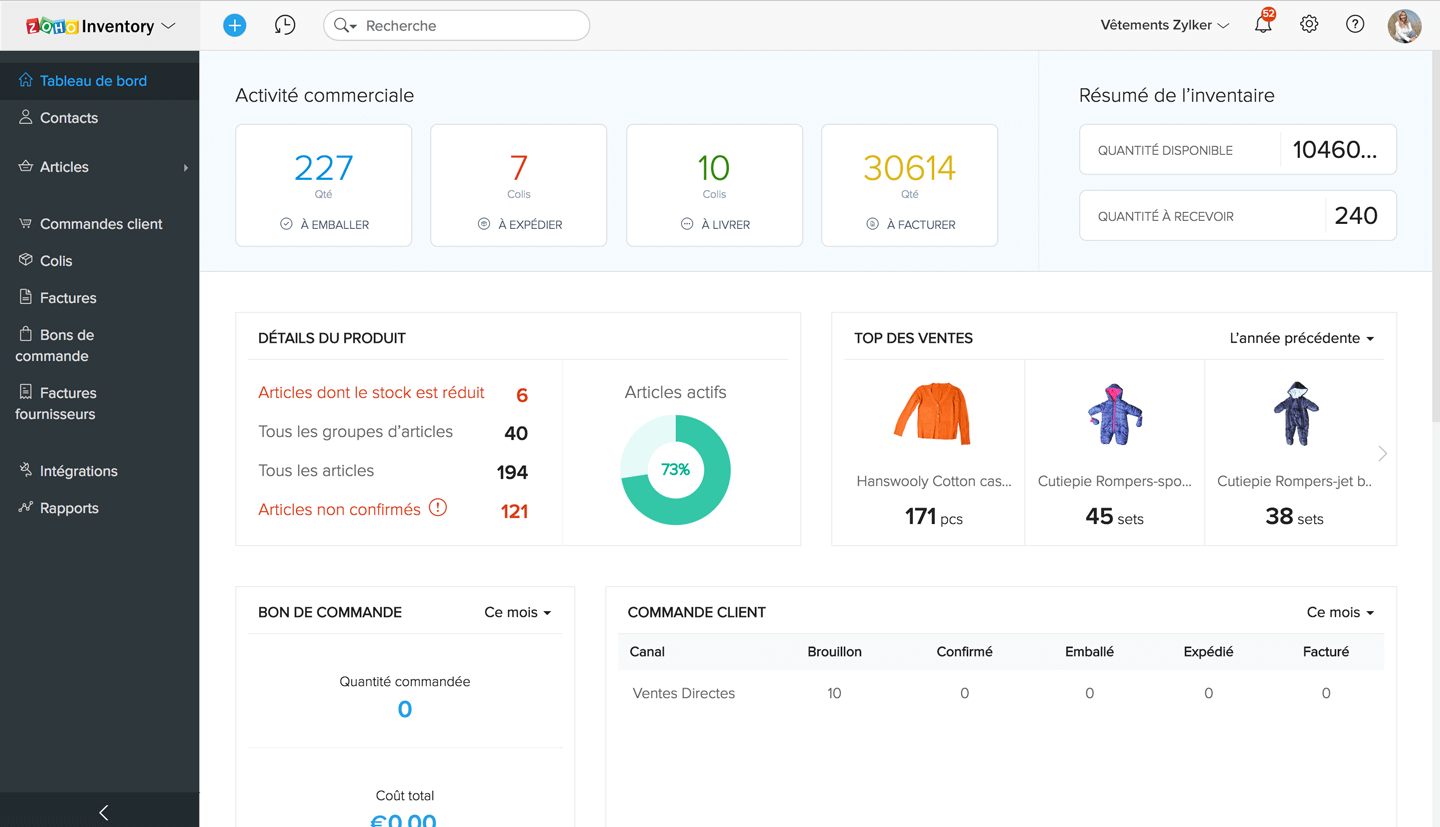 ZOHO Inventory
Recherche
Vêtements Zylker
52
Tableau de bord
Contacts
Articles
Commandes client
Colis
Factures
Bons de
commande
Factures
fournisseurs
Intégrations
Rapports
Activité commerciale
227
Qté
À EMBALLER
7
Colis
À EXPÉDIER
10
Colis
À LIVRER
30614
Qté
À FACTURER
Résumé de l’inventaire
QUANTITÉ DISPONIBLE
10460...
QUANTITÉ À RECEVOIR
240
DÉTAILS DU PRODUIT
Articles dont le stock est réduit 6
Tous les groupes d’articles 40
Tous les articles 194
Articles non confirmés 121
Articles actifs
73%
TOP DES VENTES
L’année précédente
Hanswooly Cotton cas...
171 pcs
Cutiepie Rompers-spo...
45 sets
Cutiepie Rompers-jet b..
38 sets
BON DE COMMANDE
Ce mois
Quantité commandée
0
Coût total
€0,00
COMMANDE CLIENT
Ce mois
Canal Brouillon Confirmé Emballé Expédié Facturé
Ventes Directes 10 0 0 0 0